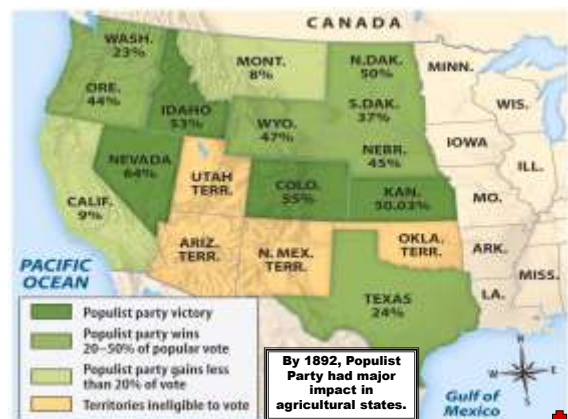 CANADA
WASH.
23%
MONT.
8%
N.DAK.
50%
MINN.
ORE.
44%
IDAHO
53%
S.DAK.
37%
WIS.
WYO.
47%
IOWA
NEBR.
45%
NEVADA
64%
UTAH
TERR.
ILL.
COLO.
55%
KAN.
50.03%
MO.
CALIF.
9%
ARIZ.
TERR.
N. MEX.
TERR.
OKLA.
TERR.
ARK.
MISS.
PACIFIC
OCEAN
TEXAS
24%
LA.
Populist party victory
Populist party wins
20–50% of popular vote
Populist party gains less
than 20% of vote
Territories ineligible to vote
By 1892, Populist
Party had major
impact in
agricultural states.
N
W
E
S
Gulf of
Mexico